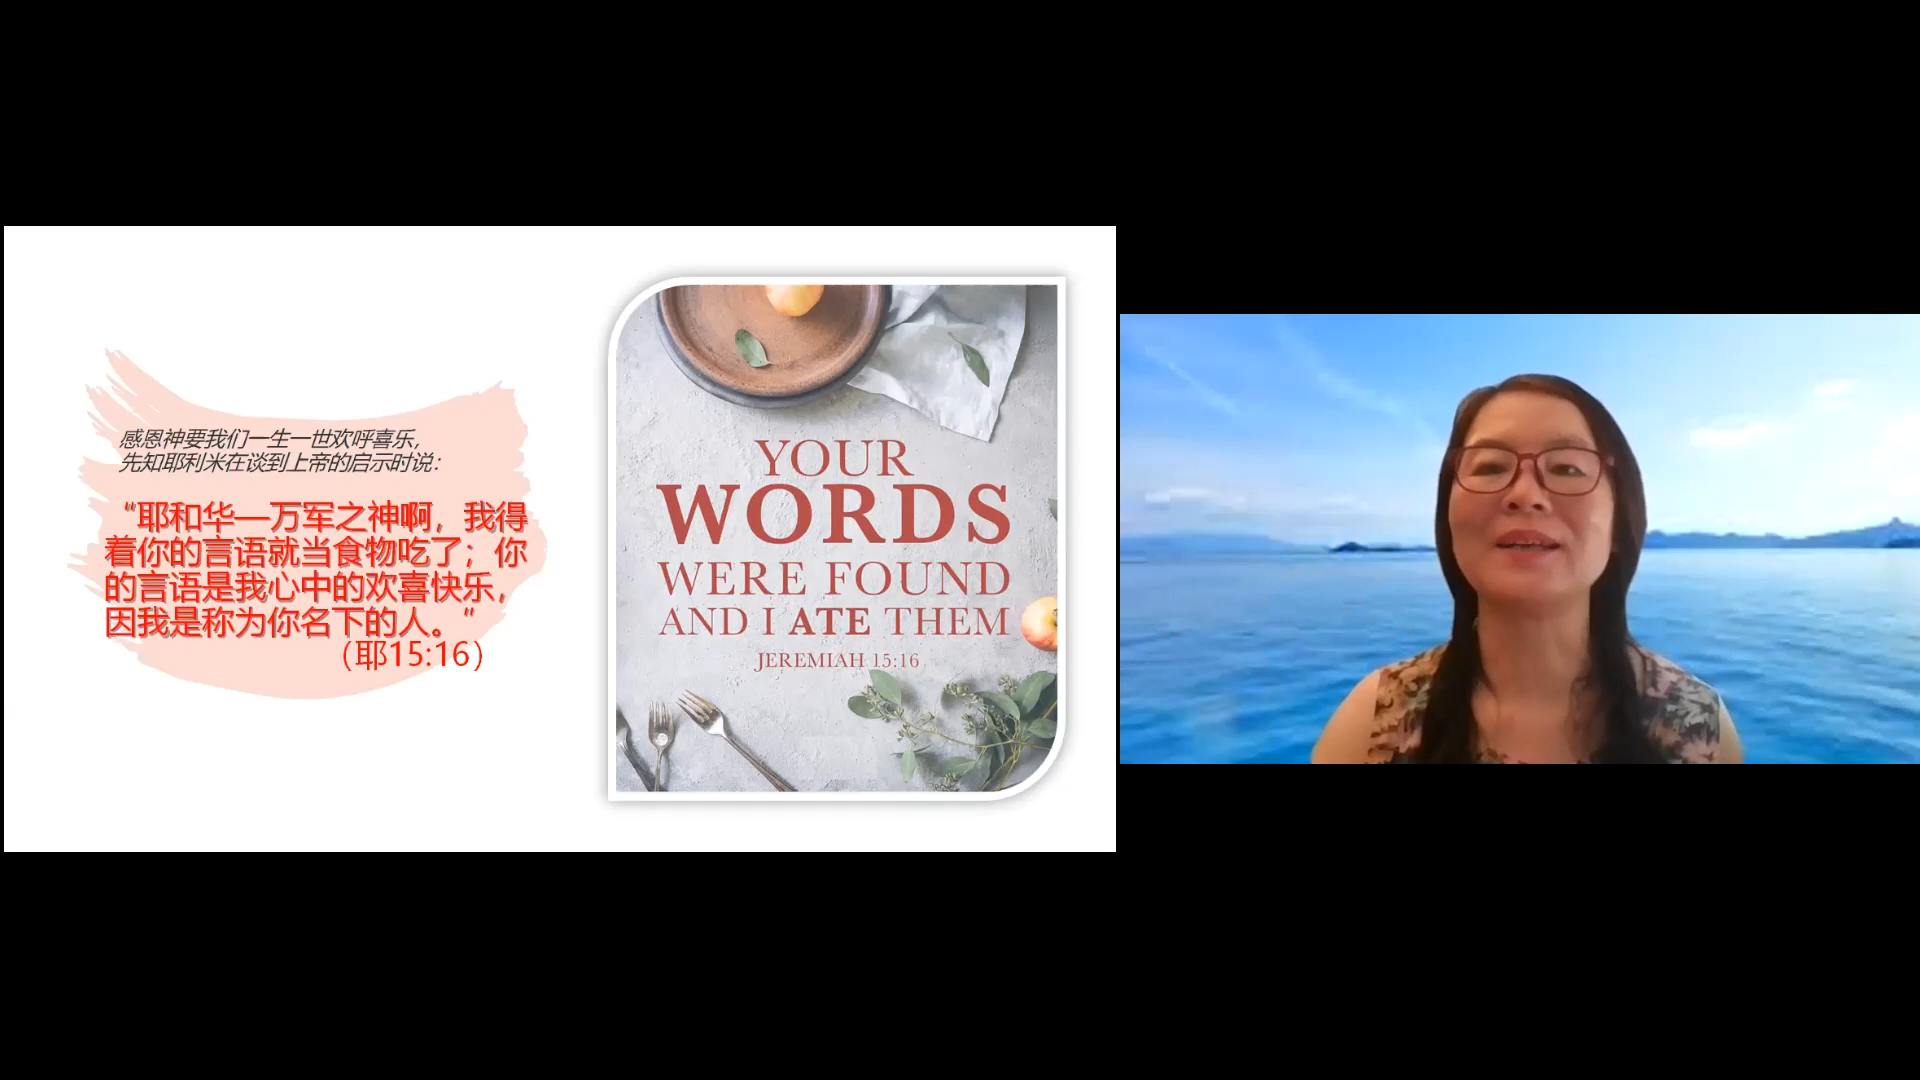 感恩神要我们一生一世欢呼喜乐，
先知耶利米在谈到上帝的启示时说：
“耶和华—万军之神啊，我得
着你的言语就当食物吃了；你
的言语是我心中的欢喜快乐，
因我是称为你名下的人。”
（耶15:16）
YOUR
WORDS
WERE FOUND
AND I ATE THEM
JEREMIAH 15:16